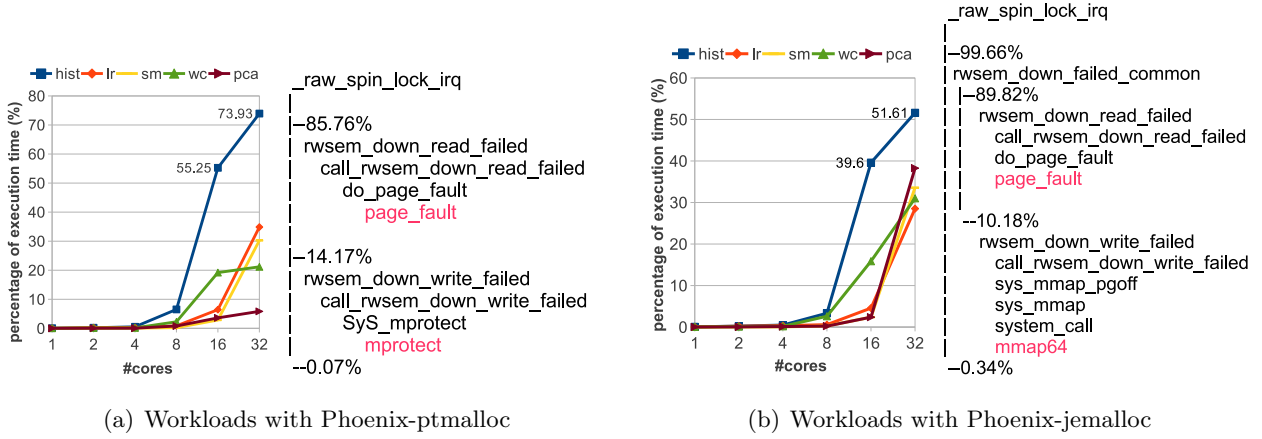 hist lr sm wc pca
percentage of execution time (%)
80
70
60
50
40
30
20
10
0
73.93
55.25
1 2 4 8 16 32
#cores
_raw_spin_lock_irq
--85.76%
rwsem_down_read_failed
call_rwsem_down_read_failed
do_page_fault
page_fault
--14.17%
rwsem_down_write_failed
call_rwsem_down_write_failed
SyS_mprotect
mprotect
--0.07%
(a) Workloads with Phoenix-ptmalloc
hist lr sm wc pca
percentage of execution time (%)
60
50
40
30
20
10
0
51.61
39.6
1 2 4 8 16 32
#cores
_raw_spin_lock_irq
--99.66%
rwsem_down_failed_common
--89.82%
rwsem_down_read_failed
call_rwsem_down_read_failed
do_page_fault
page_fault
--10.18%
rwsem_down_write_failed
call_rwsem_down_write_failed
sys_mmap_pgoff
sys_mmap
system_call
mmap64
--0.34%
(b) Workloads with Phoenix-jemalloc